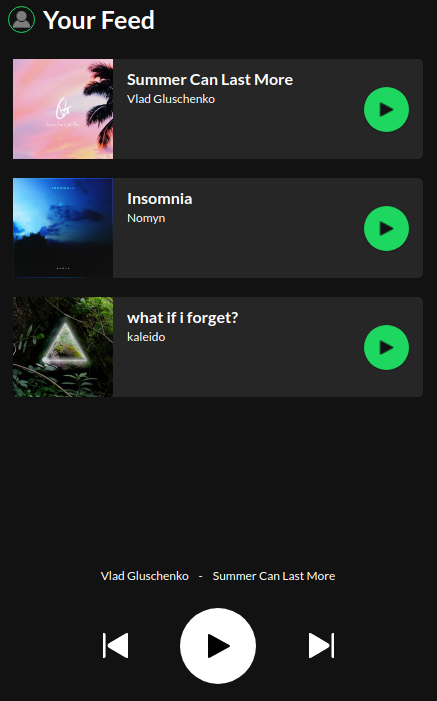 Your Feed
Summer Can Last More
Vlad Gluschenko
Insomnia
Nomyn
what if i forget?
kaleido
Vlad Gluschenko - Summer Can Last More